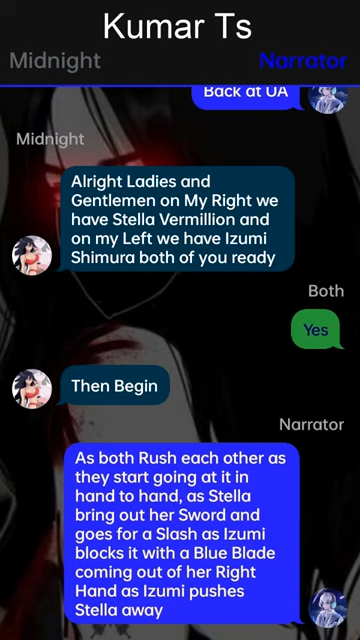 Kumar Ts
Midnight
Narrator
Back at UA
Midnight
Alright Ladies and
Gentlemen on My Right we
have Stella Vermillion and
on my Left we have Izumi
Shimura both of you ready
Both
Yes
Then Begin
Narrator
As both Rush each other as
they start going at it in
hand to hand, as Stella
bring out her Sword and
goes for a Slash as Izumi
blocks it with a Blue Blade
coming out of her Right
Hand as Izumi pushes
Stella away